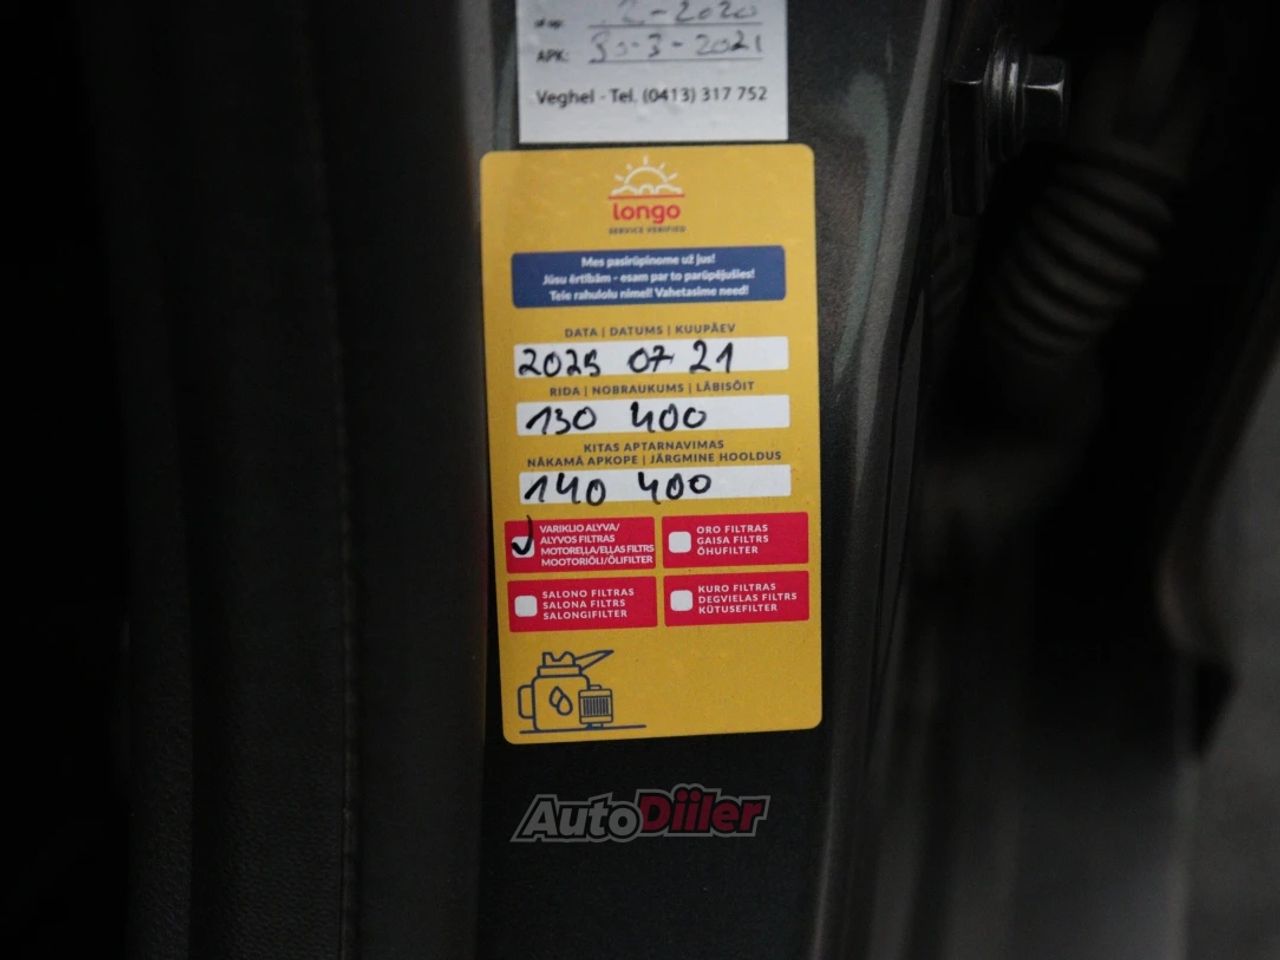 2-2020
APK: 30-3-2021
Veghel - Tel. (0413) 317 752
longo
SERVICE VERIFIED
Mes pasirūpinome už jus!
Jūsu ērtībām - esam par to parūpējušies!
Teie rahulolu nimel! Vahetasime need!
DATA | DATUMS | KUUPÄEV
2025 07 21
RIDA | NOBRAUKUMS | LÄBISÕIT
130 400
KITAS APTARNAVIMAS
NĀKAMĀ APKOPE | JÄRGMINE HOOLDUS
140 400
VARIKLIO ALYVA/
ALYVOS FILTRAS
MOTOREĻĻA/EĻĻAS FILTRS
MOOTORIÕLI/ÕLIFILTER
ORO FILTRAS
GAISA FILTRS
ÕHUFILTER
SALONO FILTRAS
SALONA FILTRS
SALONGIFILTER
KURO FILTRAS
DEGVIELAS FILTRS
KÜTUSEFILTER
AutoDiiler